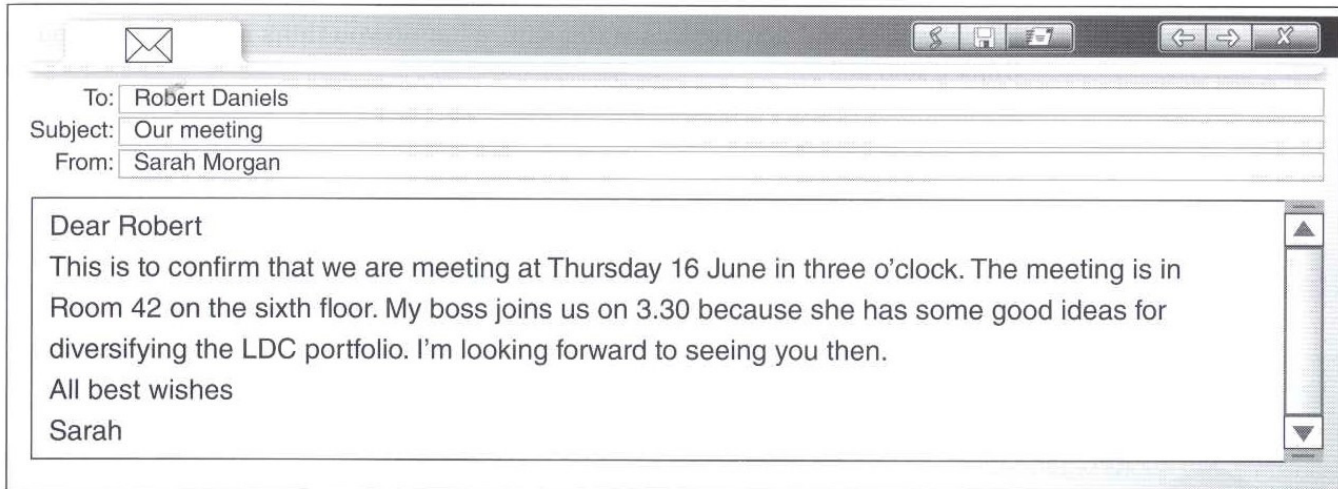 To: Robert Daniels
Subject: Our meeting
From: Sarah Morgan
Dear Robert
This is to confirm that we are meeting at Thursday 16 June in three o'clock. The meeting is in
Room 42 on the sixth floor. My boss joins us on 3.30 because she has some good ideas for
diversifying the LDC portfolio. I'm looking forward to seeing you then.
All best wishes
Sarah